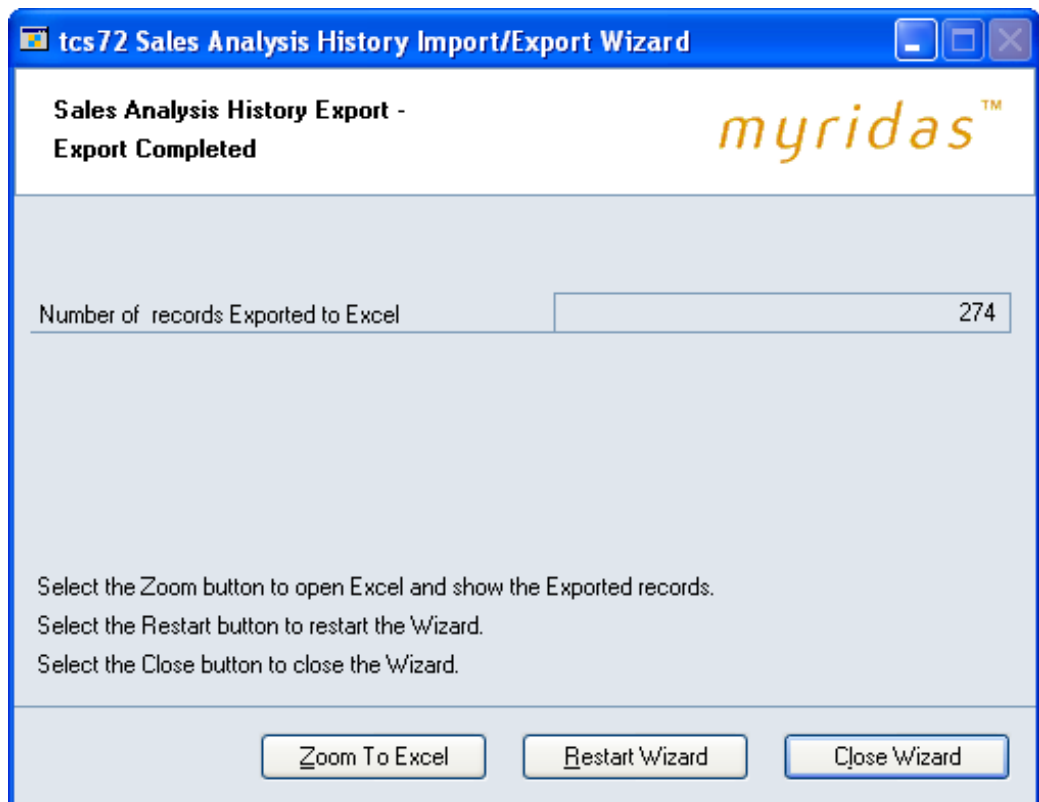 tcs72 Sales Analysis History Import/Export Wizard
Sales Analysis History Export -
Export Completed
myridas™
Number of records Exported to Excel 274
Select the Zoom button to open Excel and show the Exported records.
Select the Restart button to restart the Wizard.
Select the Close button to close the Wizard.
Zoom To Excel Restart Wizard Close Wizard